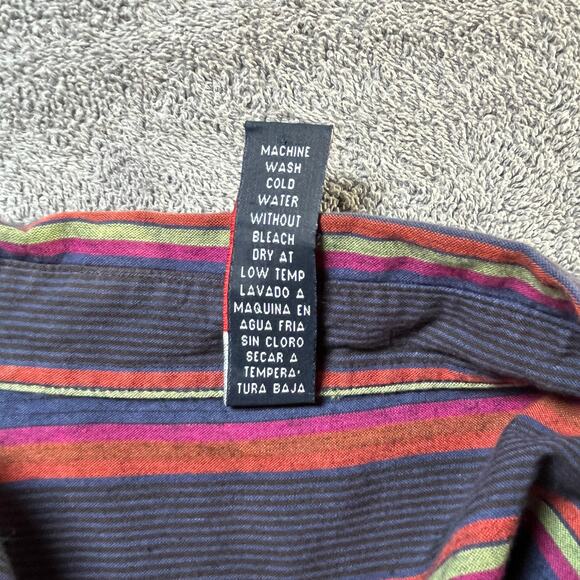 MACHINE
WASH
COLD
WATER
WITHOUT
BLEACH
DRY AT
LOW TEMP
LAVADO A
MAQUINA EN
AGUA FRIA
SIN CLORO
SECAR A
TEMPERA-
TURA BAJA